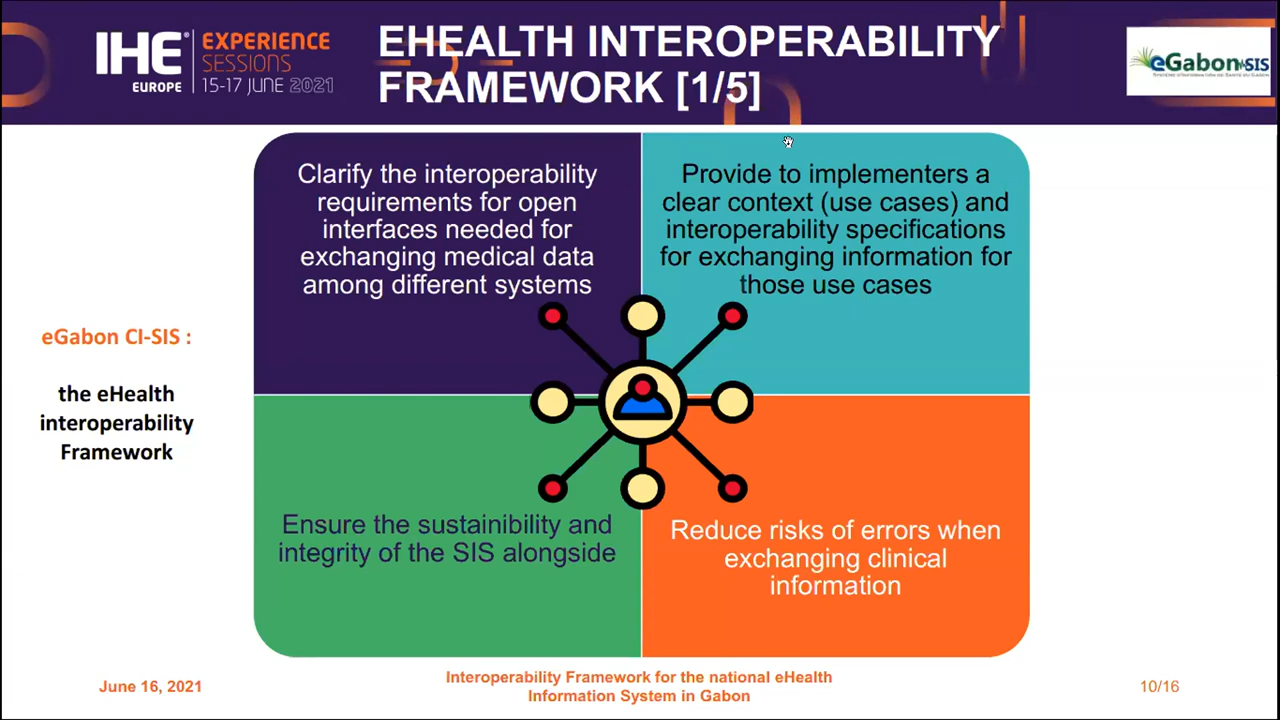 IHE®
EUROPE
EXPERIENCE
SESSIONS
15-17 JUNE 2021
EHEALTH INTEROPERABILITY
FRAMEWORK [1/5]
eGabon-SIS
Clarify the interoperability
requirements for open
interfaces needed for
exchanging medical data
among different systems
Provide to implementers a
clear context (use cases) and
interoperability specifications
for exchanging information for
those use cases
eGabon CI-SIS :
the eHealth
interoperability
Framework
Ensure the sustainibility and
integrity of the SIS alongside
Reduce risks of errors when
exchanging clinical
information
June 16, 2021
Interoperability Framework for the national eHealth
Information System in Gabon
10/16